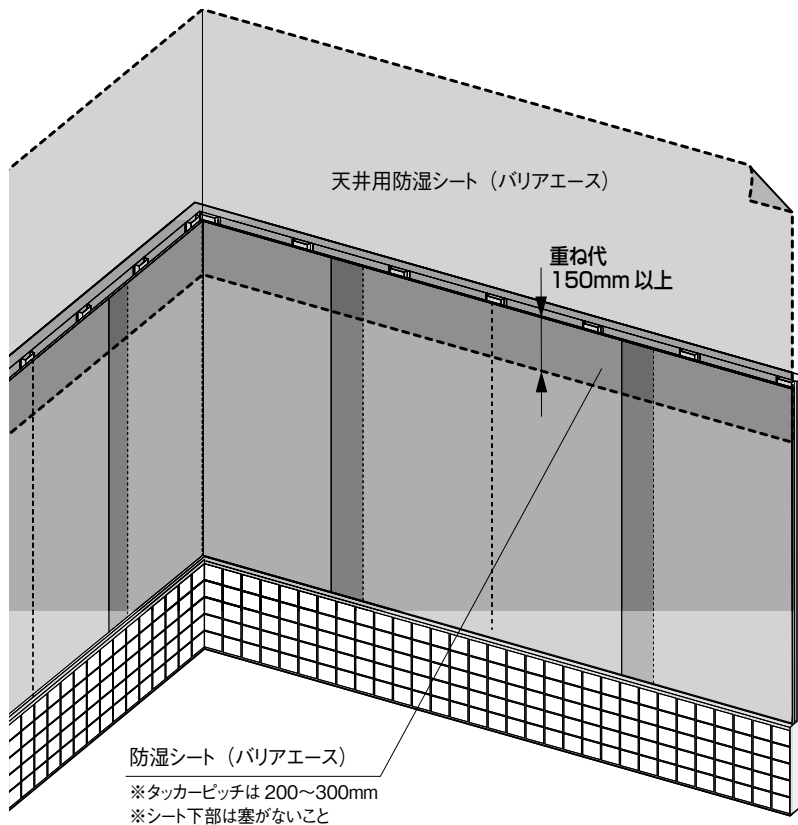 天井用防湿シート（バリアエース）
重ね代
150mm 以上
防湿シート（バリアエース）
※タッカーピッチは 200～300mm
※シート下部は塞がないこと